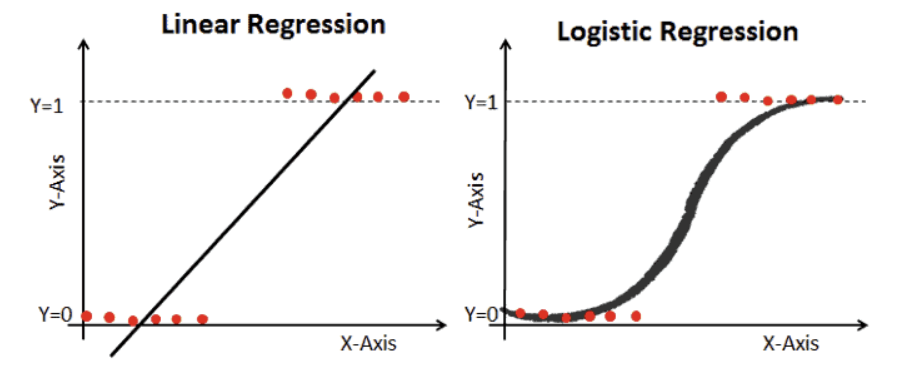 Linear Regression
Y=1
Y-Axis
Y=0
X-Axis
Logistic Regression
Y=1
Y-Axis
Y=0
X-Axis